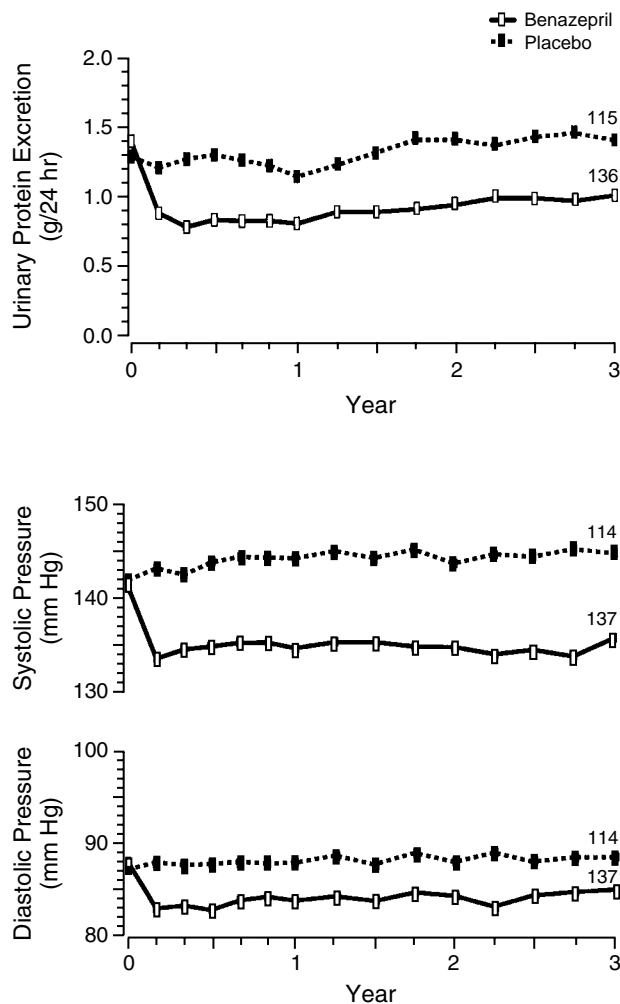 Benazepril
Placebo
Urinary Protein Excretion
(g/24 hr)
2.0
1.5
1.0
0.5
0.0
115
136
0 1 2 3
Year
Systolic Pressure
(mm Hg)
150
140
130
114
137
Diastolic Pressure
(mm Hg)
100
90
80
114
137
0 1 2 3
Year